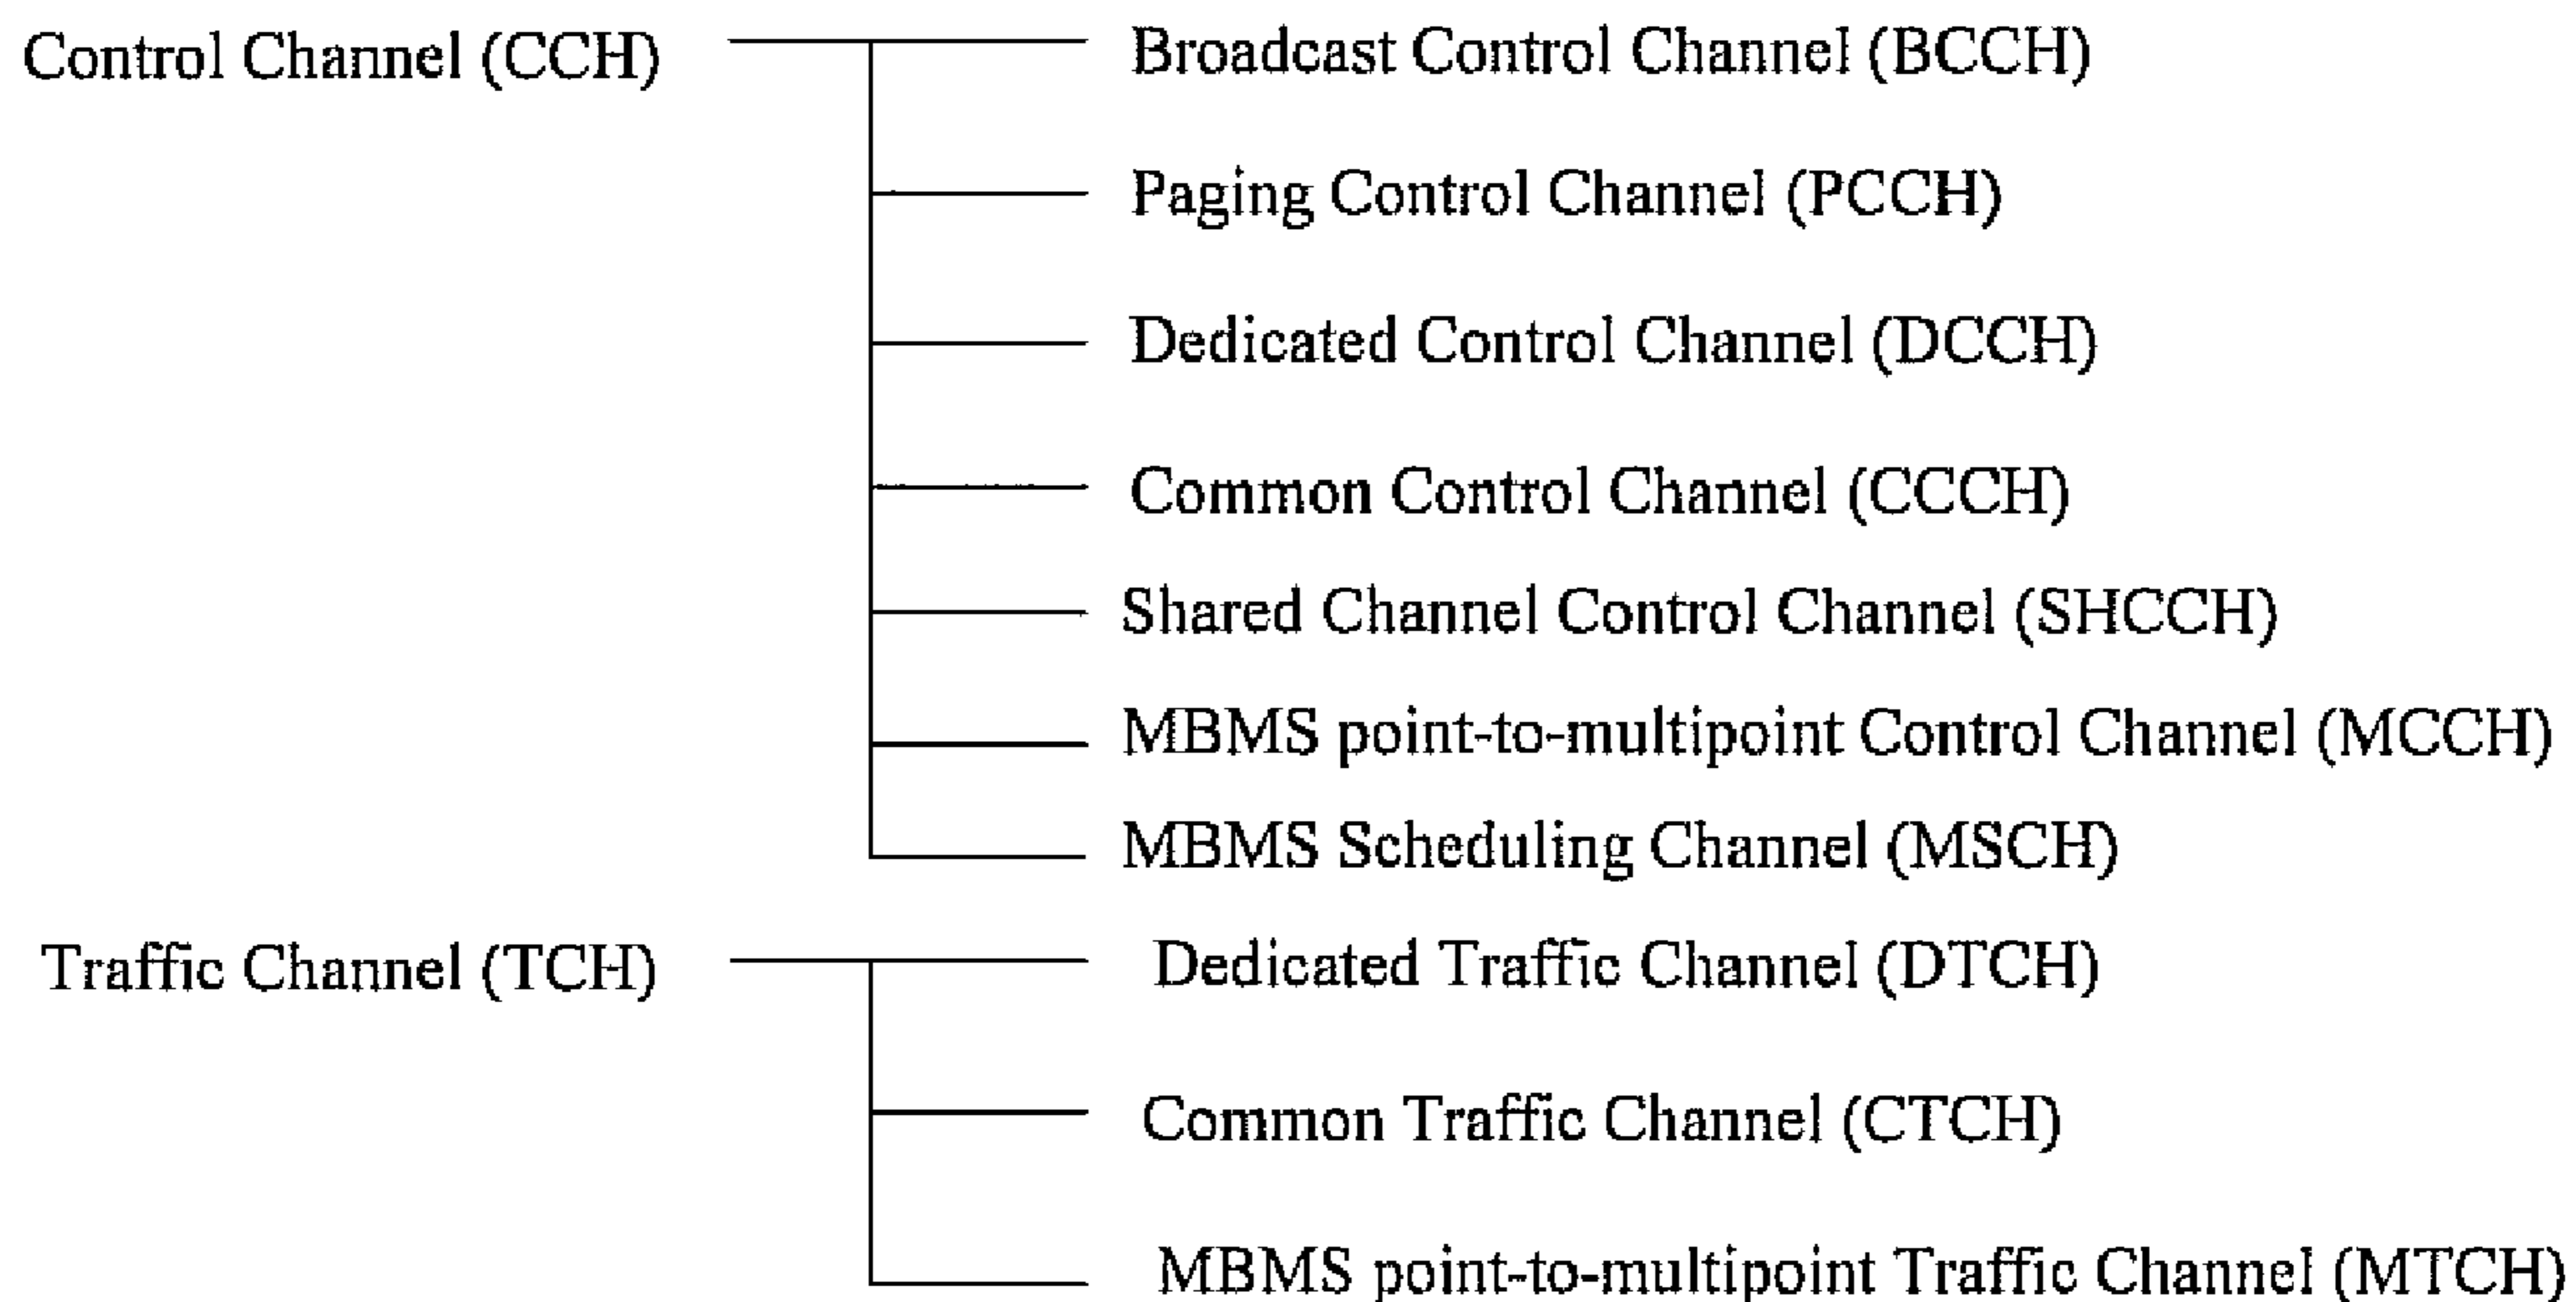 Control Channel (CCH)
Broadcast Control Channel (BCCH)
Paging Control Channel (PCCH)
Dedicated Control Channel (DCCH)
Common Control Channel (CCCH)
Shared Channel Control Channel (SHCCH)
MBMS point-to-multipoint Control Channel (MCCH)
MBMS Scheduling Channel (MSCH)
Traffic Channel (TCH)
Dedicated Traffic Channel (DTCH)
Common Traffic Channel (CTCH)
MBMS point-to-multipoint Traffic Channel (MTCH)